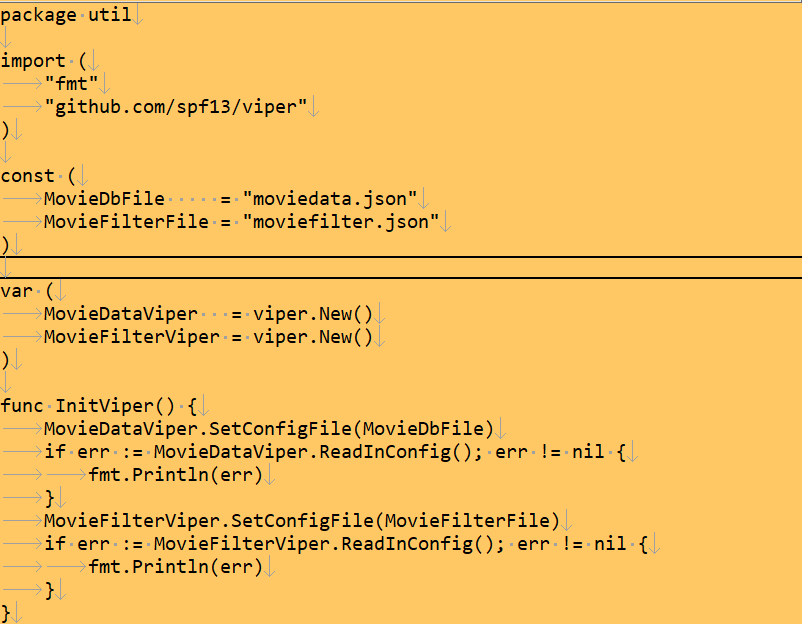 package util
import (
	"fmt"
	"github.com/spf13/viper"
)
const (
	MovieDbFile     = "moviedata.json"
	MovieFilterFile = "moviefilter.json"
)
var (
	MovieDataViper   = viper.New()
	MovieFilterViper = viper.New()
)
func InitViper() {
	MovieDataViper.SetConfigFile(MovieDbFile)
	if err := MovieDataViper.ReadInConfig(); err != nil {
		fmt.Println(err)
	}
	MovieFilterViper.SetConfigFile(MovieFilterFile)
	if err := MovieFilterViper.ReadInConfig(); err != nil {
		fmt.Println(err)
	}
}